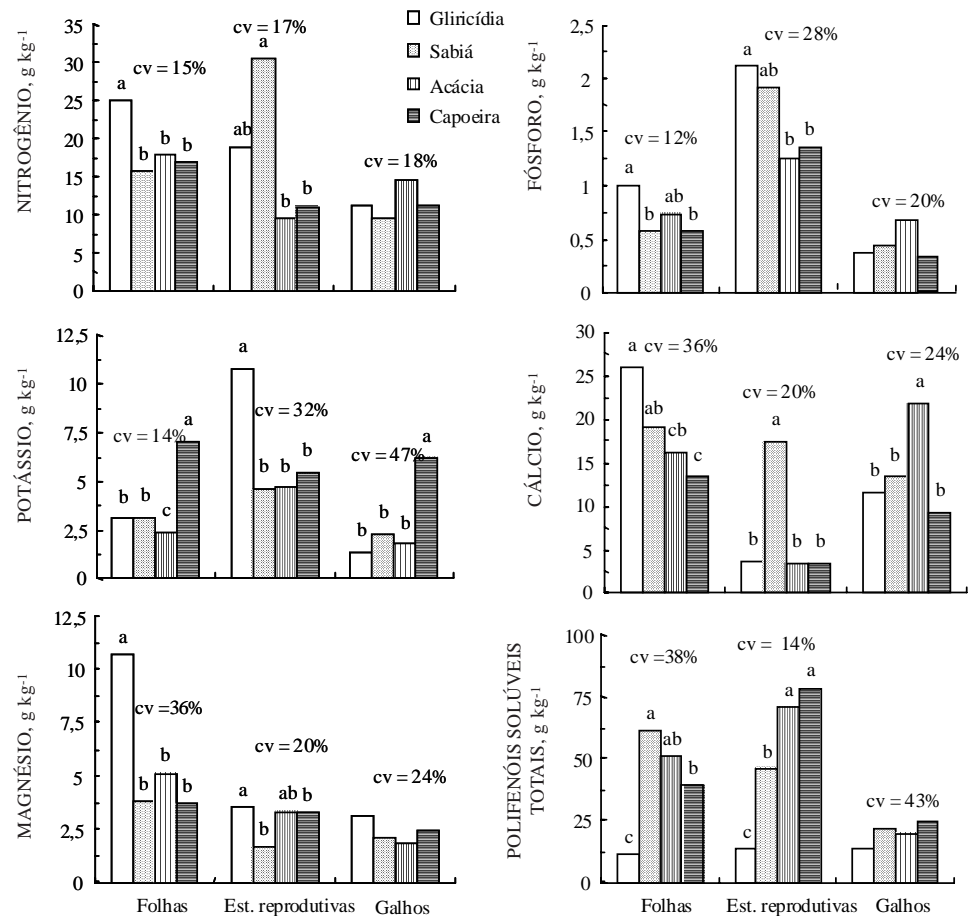 Gliricídia
Sabiá
Acácia
Capoeira
NITROGÊNIO, g kg-1
35
30
25
20
15
10
5
0
cv = 15%
a
b
b
b
cv = 17%
ab
a
b
b
cv = 18%
FÓSFORO, g kg-1
2,5
2
1,5
1
0,5
0
cv = 12%
a
b
ab
b
cv = 28%
a
ab
b
b
cv = 20%
POTÁSSIO, g kg-1
12,5
10
7,5
5
2,5
0
cv = 14%
b
b
c
a
cv = 32%
a
b
b
b
cv = 47%
b
b
b
a
CÁLCIO, g kg-1
30
25
20
15
10
5
0
cv = 36%
a
ab
cb
c
cv = 20%
b
a
b
b
cv = 24%
b
b
a
b
MAGNÉSIO, g kg-1
12,5
10
7,5
5
2,5
0
cv =36%
a
b
b
b
cv = 20%
a
b
ab
b
cv = 24%
Folhas
Est. reprodutivas
Galhos
POLIFENÓIS SOLÚVEIS
TOTAIS, g kg-1
100
75
50
25
0
cv =38%
c
a
ab
b
cv = 14%
c
b
a
a
cv = 43%
Folhas
Est. reprodutivas
Galhos